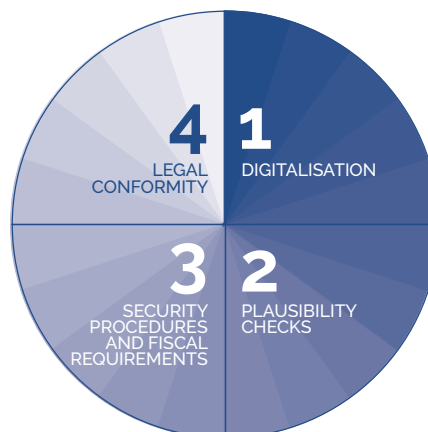 4
LEGAL
CONFORMITY
1
DIGITALISATION
3
SECURITY
PROCEDURES
AND FISCAL
REQUIREMENTS
2
PLAUSIBILITY
CHECKS